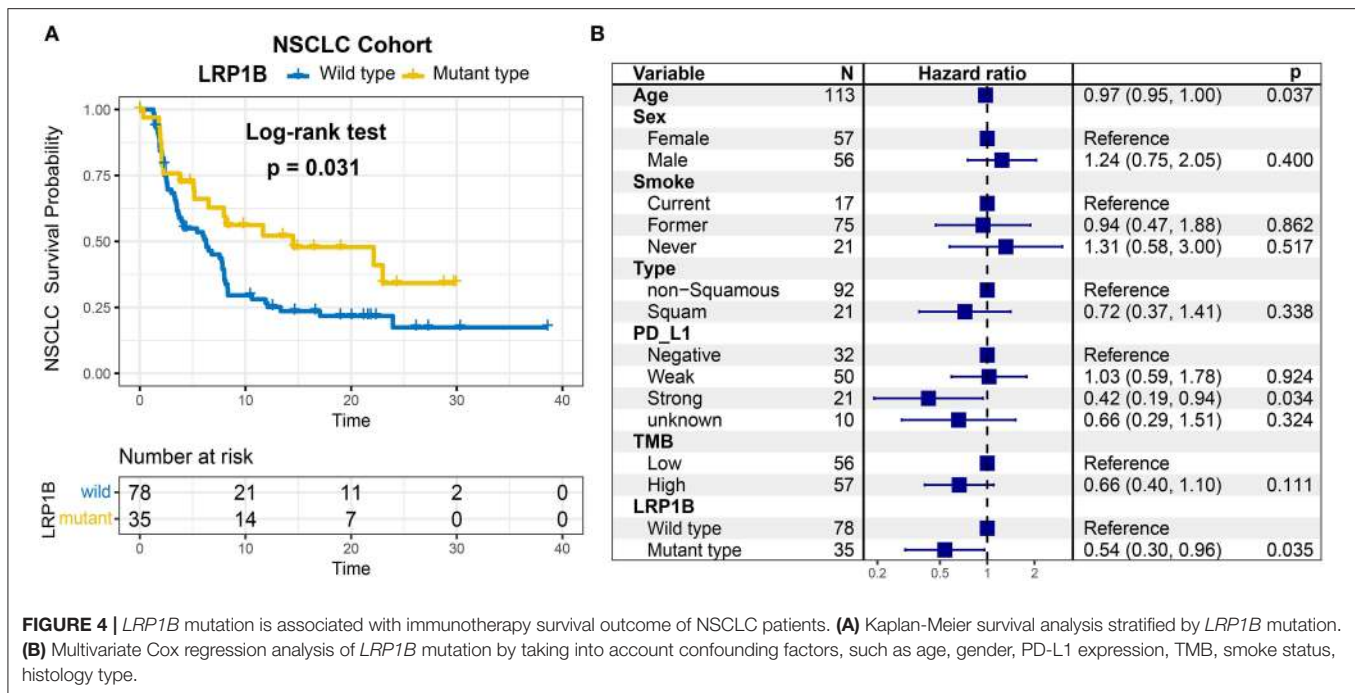 A
NSCLC Cohort
LRP1B Wild type Mutant type
NSCLC Survival Probability
1.00
0.75
0.50
0.25
0.00
Log-rank test
p = 0.031
0 10 20 30 40
Time
Number at risk
LRP1B
wild 78 21 11 2 0
mutant 35 14 7 0 0
0 10 20 30 40
Time
B
Variable N Hazard ratio p
Age 113 0.97 (0.95, 1.00) 0.037
Sex
Female 57 Reference
Male 56 1.24 (0.75, 2.05) 0.400
Smoke
Current 17 Reference
Former 75 0.94 (0.47, 1.88) 0.862
Never 21 1.31 (0.58, 3.00) 0.517
Type
non-Squamous 92 Reference
Squam 21 0.72 (0.37, 1.41) 0.338
PD_L1
Negative 32 Reference
Weak 50 1.03 (0.59, 1.78) 0.924
Strong 21 0.42 (0.19, 0.94) 0.034
unknown 10 0.66 (0.29, 1.51) 0.324
TMB
Low 56 Reference
High 57 0.66 (0.40, 1.10) 0.111
LRP1B
Wild type 78 Reference
Mutant type 35 0.54 (0.30, 0.96) 0.035
0.2 0.5 1 2
FIGURE 4 | LRP1B mutation is associated with immunotherapy survival outcome of NSCLC patients. (A) Kaplan-Meier survival analysis stratified by LRP1B mutation.
(B) Multivariate Cox regression analysis of LRP1B mutation by taking into account confounding factors, such as age, gender, PD-L1 expression, TMB, smoke status,
histology type.